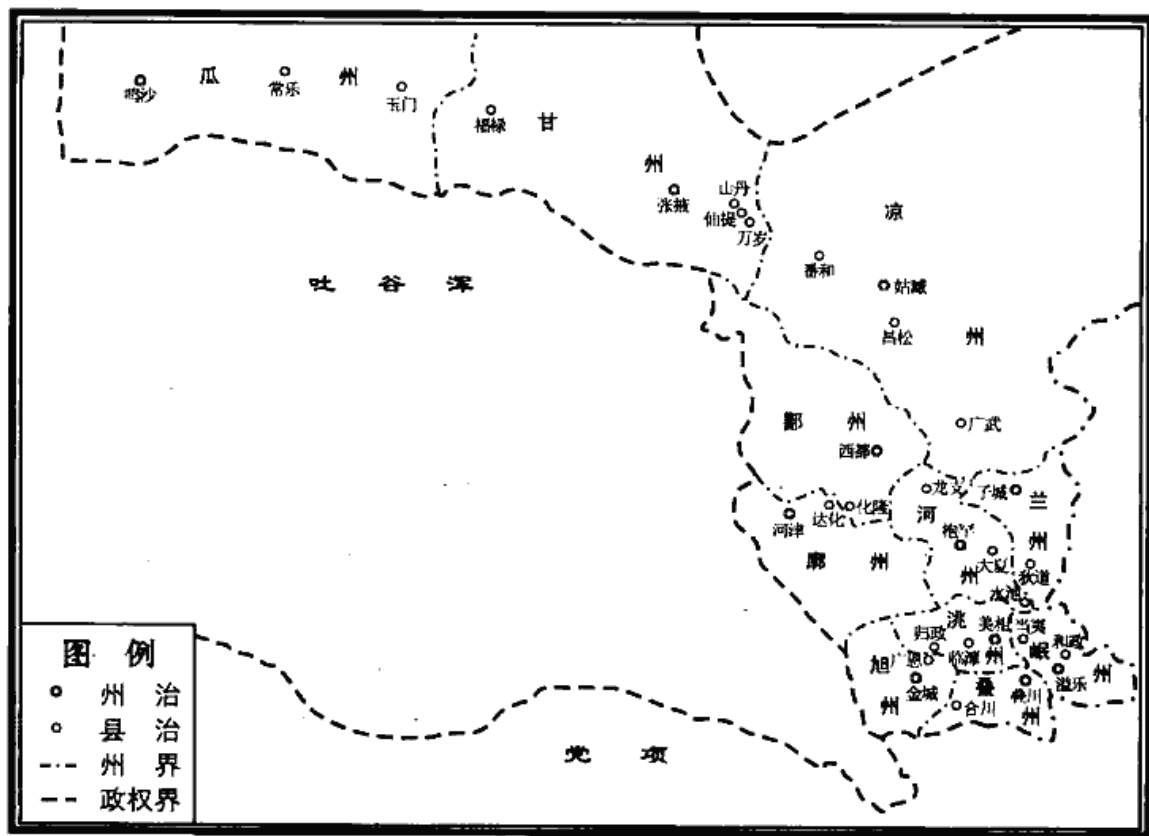 瓜州
鸣沙
常乐
玉门
福禄
甘州
张掖
山丹
仙提
万岁
凉州
番和
姑臧
昌松
广武
吐谷浑
鄯州
西都
龙支
子城
兰州
河州
枹罕
大夏
狄道
水池
河津
达化
化隆
廓州
洮州
美相
归政
临潭
当夷
岷州
和政
溢乐
旭州
广恩
金城
叠州
叠川
合川
党项
图例
州治
县治
州界
政权界